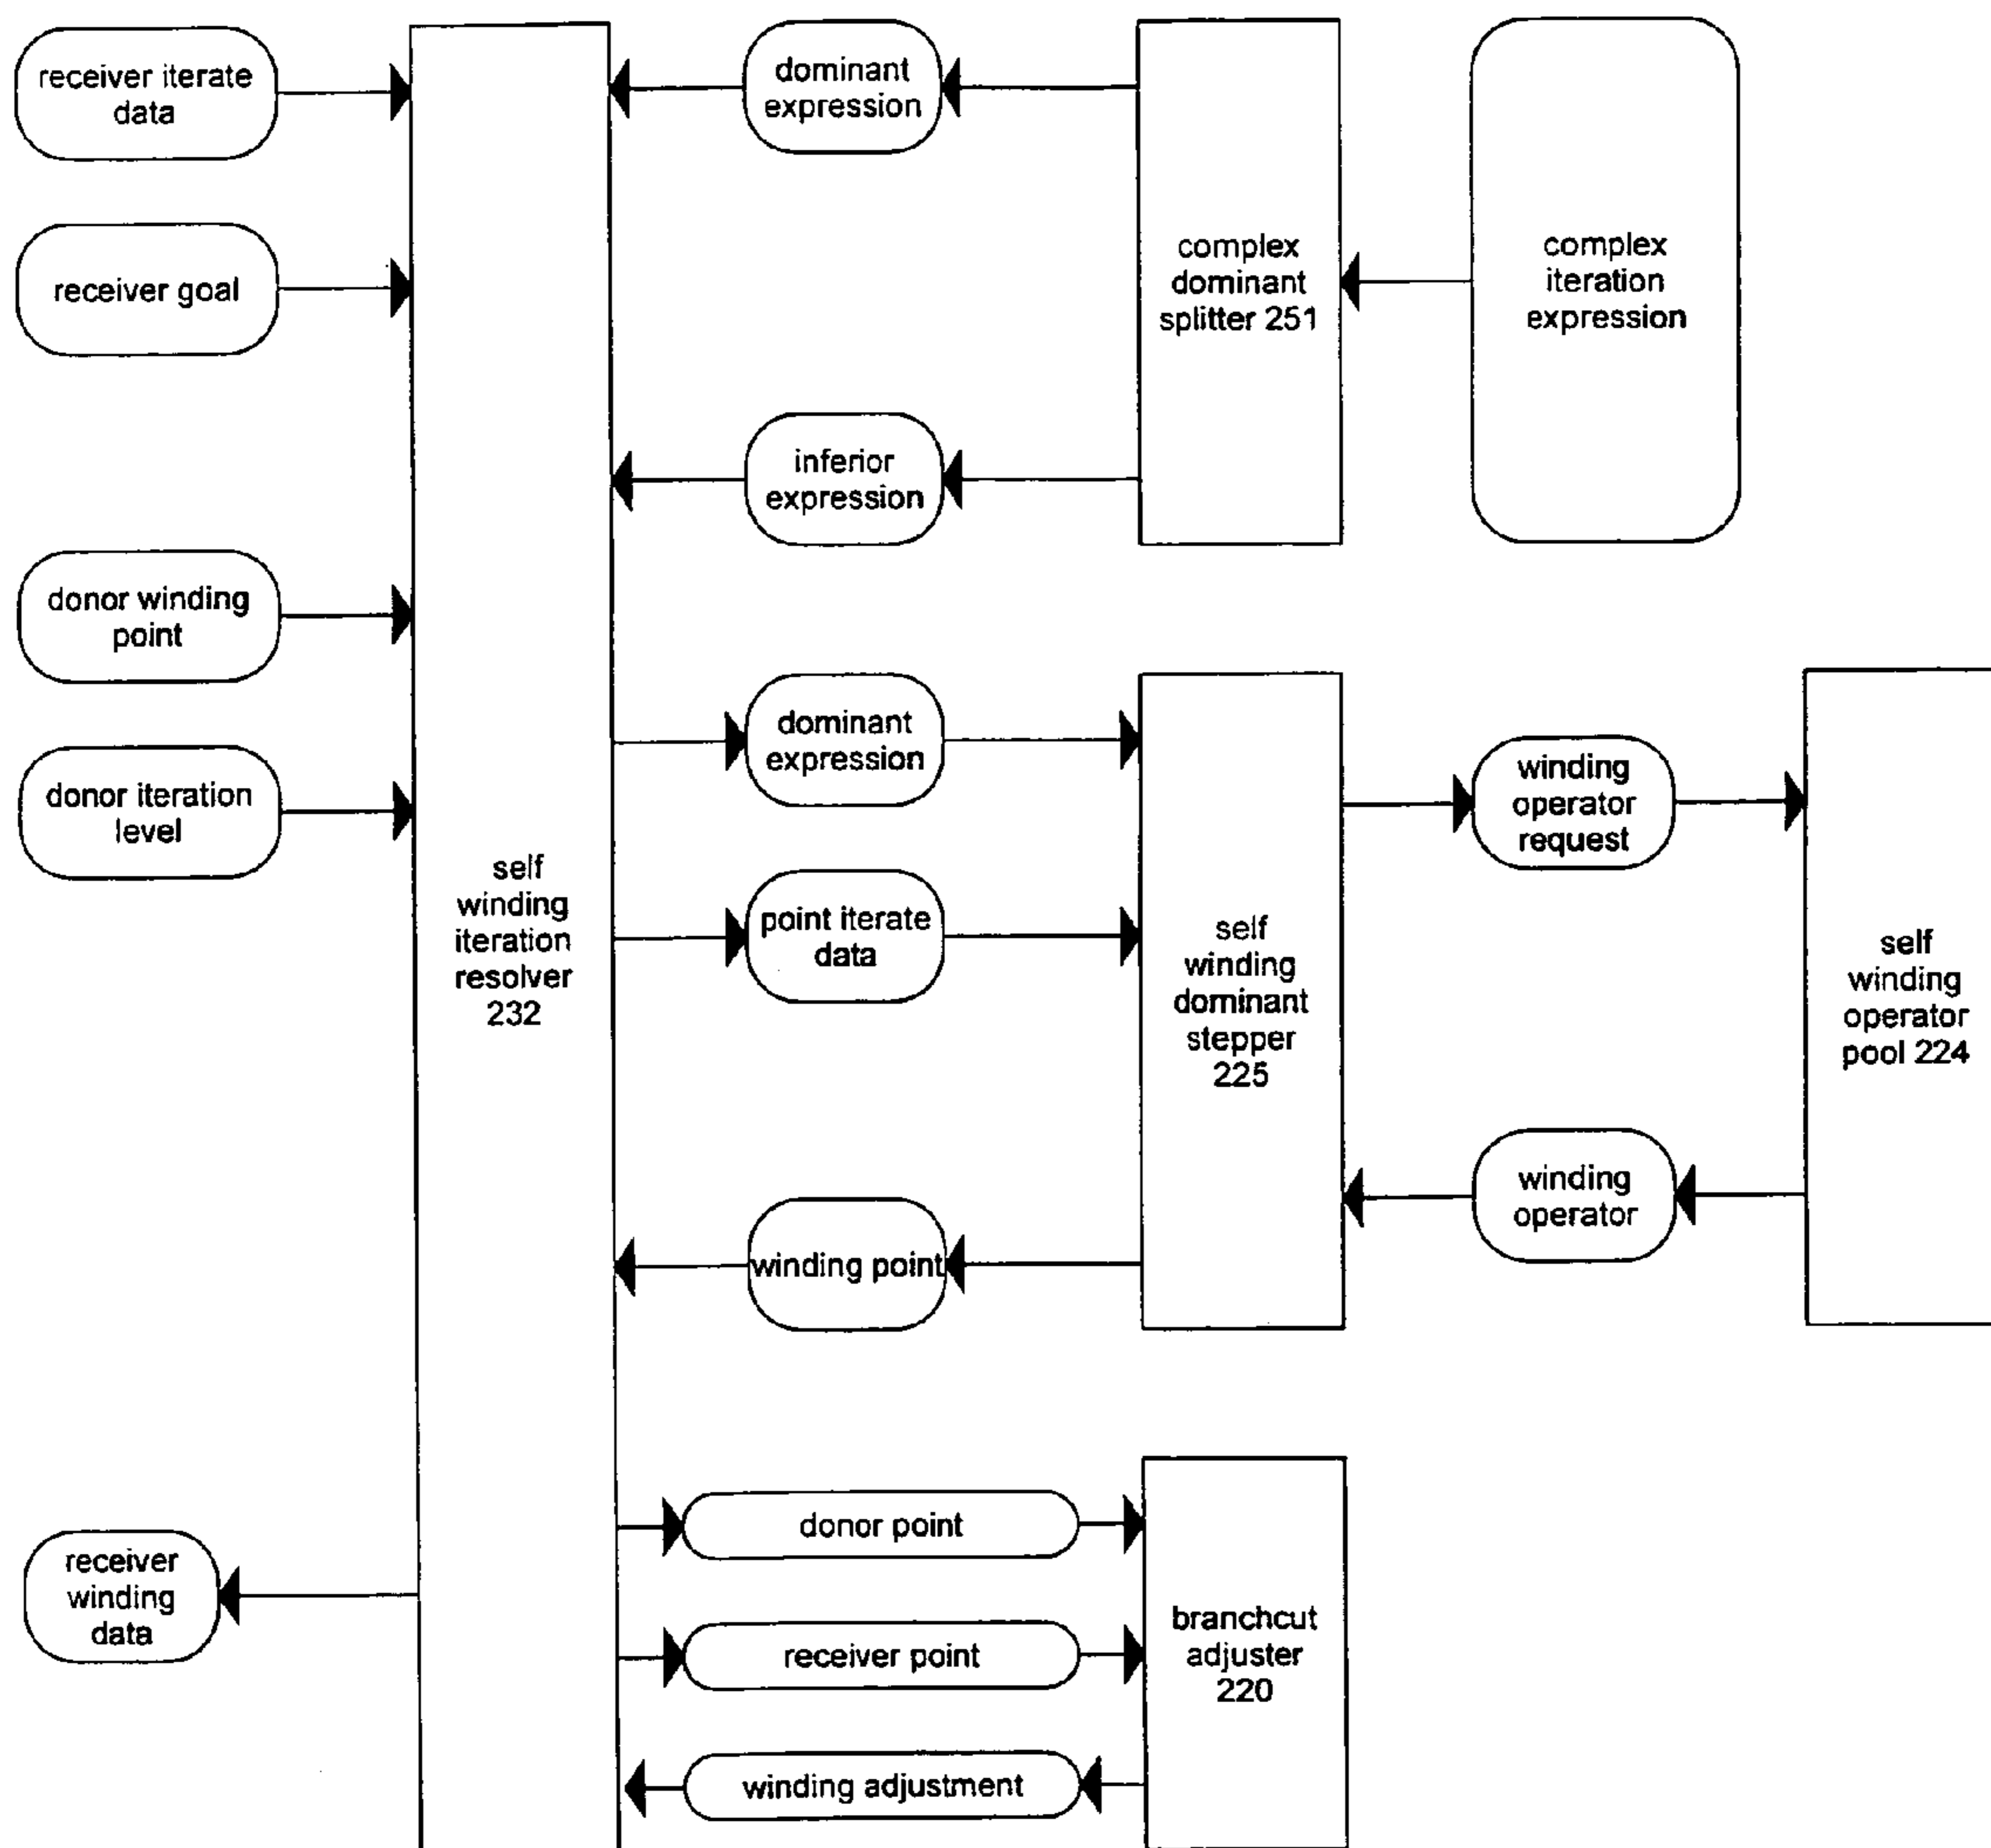 receiver iterate
data
receiver goal
donor winding
point
donor iteration
level
receiver
winding
data
self
winding
iteration
resolver
232
dominant
expression
inferior
expression
dominant
expression
point iterate
data
winding point
donor point
receiver point
winding adjustment
complex
dominant
splitter 251
self
winding
dominant
stepper
225
branchcut
adjuster
220
complex
iteration
expression
winding
operator
request
winding
operator
self
winding
operator
pool 224